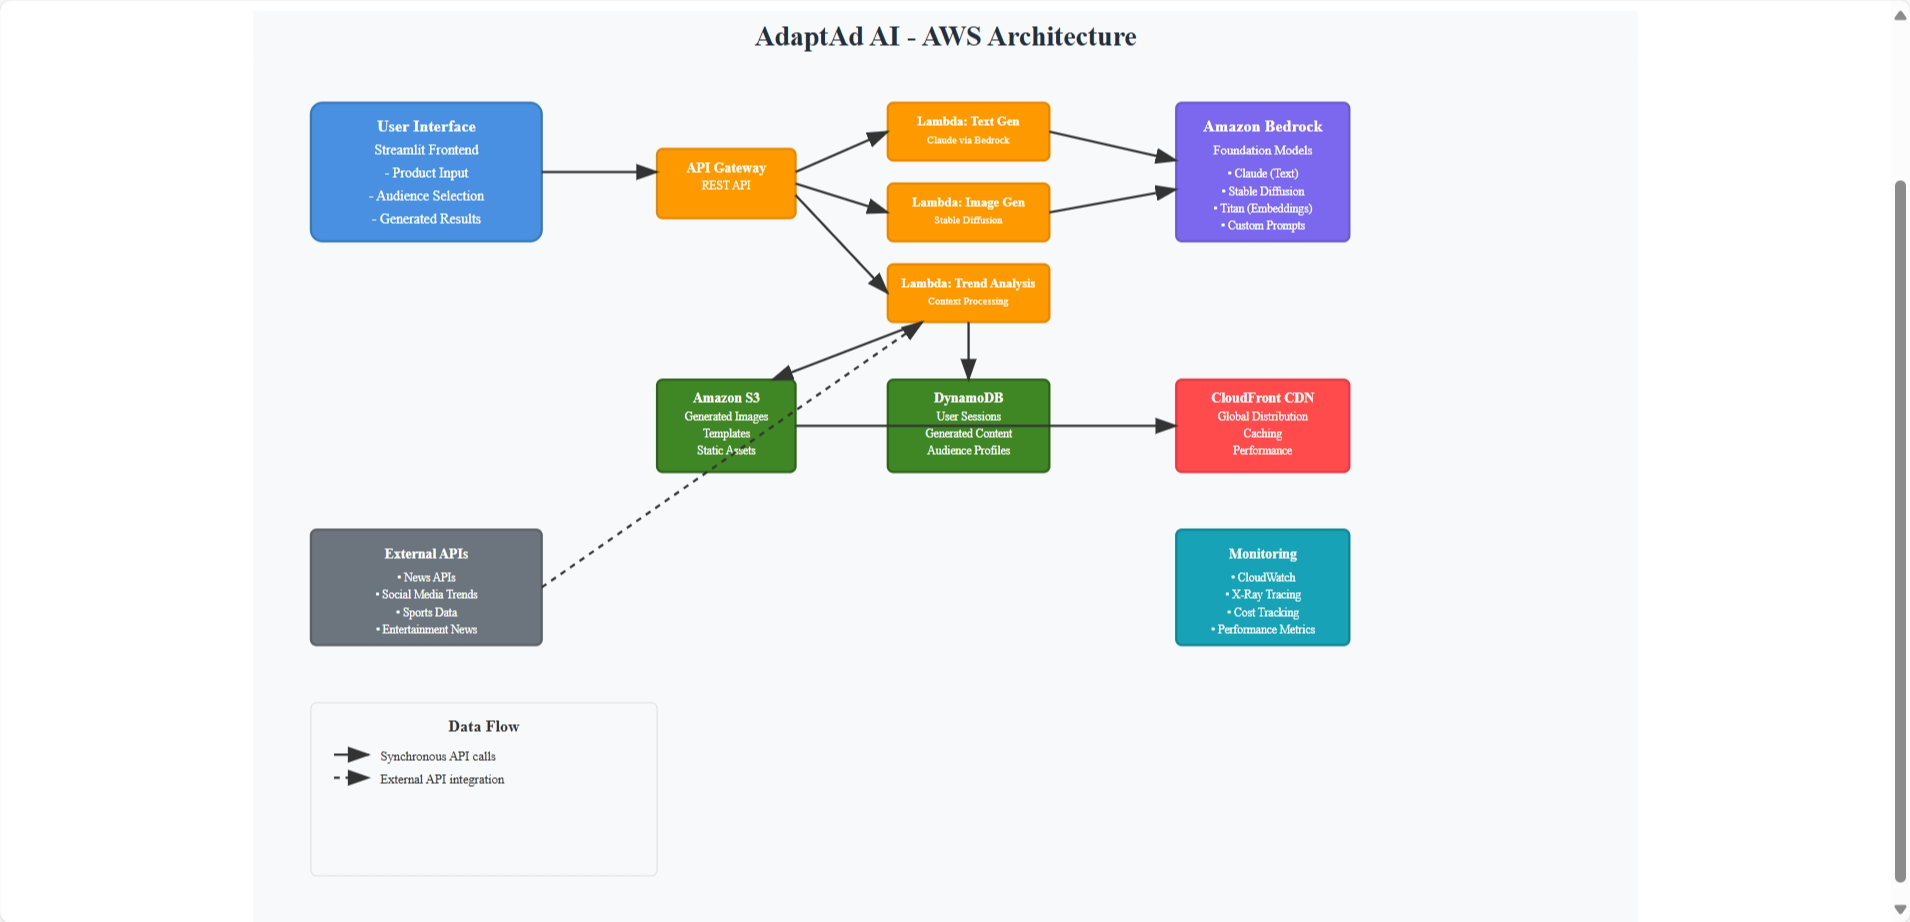 AdaptAd AI - AWS Architecture
User Interface
Streamlit Frontend
- Product Input
- Audience Selection
- Generated Results
API Gateway
REST API
Lambda: Text Gen
Claude via Bedrock
Lambda: Image Gen
Stable Diffusion
Lambda: Trend Analysis
Context Processing
Amazon Bedrock
Foundation Models
• Claude (Text)
• Stable Diffusion
• Titan (Embeddings)
• Custom Prompts
Amazon S3
Generated Images
Templates
Static Assets
DynamoDB
User Sessions
Generated Content
Audience Profiles
CloudFront CDN
Global Distribution
Caching
Performance
External APIs
• News APIs
• Social Media Trends
• Sports Data
• Entertainment News
Monitoring
• CloudWatch
• X-Ray Tracing
• Cost Tracking
• Performance Metrics
Data Flow
Synchronous API calls
External API integration